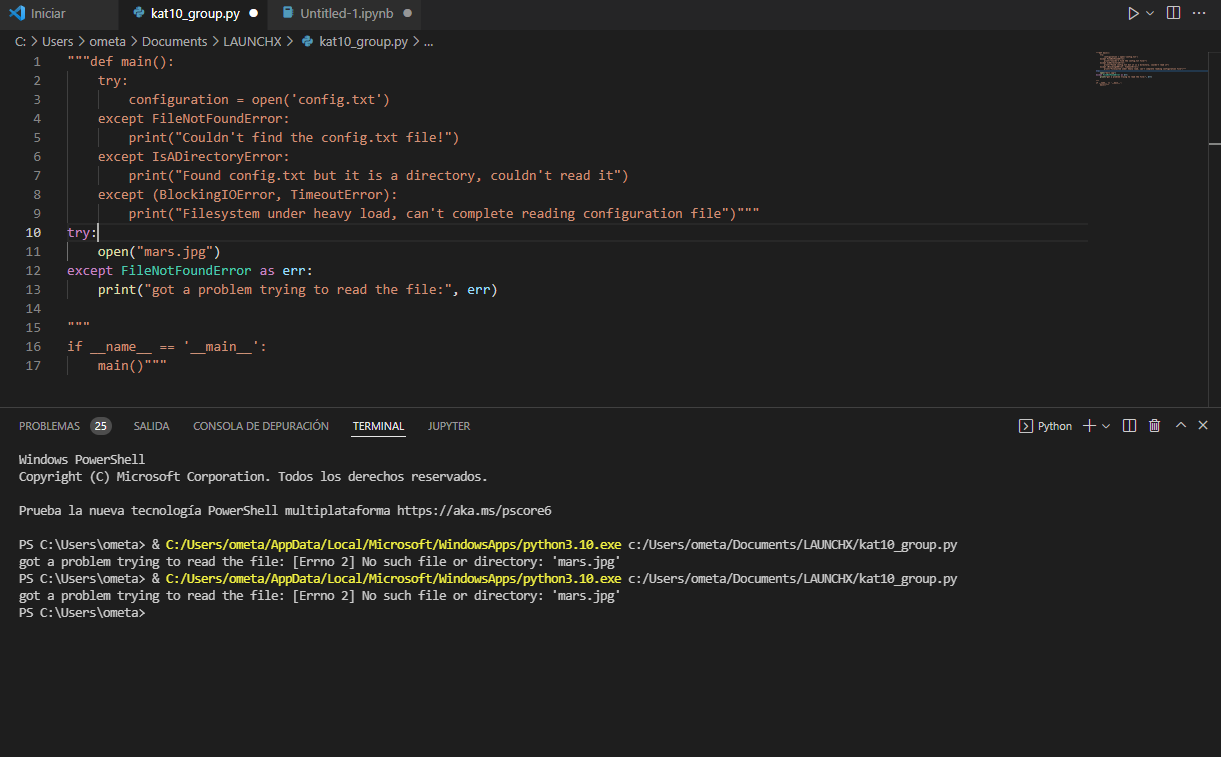 Iniciar
kat10_group.py
Untitled-1.ipynb
C: > Users > ometa > Documents > LAUNCHX > kat10_group.py > ...
1 """def main():
2     try:
3         configuration = open('config.txt')
4     except FileNotFoundError:
5         print("Couldn't find the config.txt file!")
6     except IsADirectoryError:
7         print("Found config.txt but it is a directory, couldn't read it")
8     except (BlockingIOError, TimeoutError):
9         print("Filesystem under heavy load, can't complete reading configuration file")"""
10 try:
11     open("mars.jpg")
12 except FileNotFoundError as err:
13     print("got a problem trying to read the file:", err)
14
15 """
16 if __name__ == '__main__':
17     main()"""
PROBLEMAS 25 SALIDA CONSOLA DE DEPURACIÓN TERMINAL JUPYTER
Python
Windows PowerShell
Copyright (C) Microsoft Corporation. Todos los derechos reservados.
Prueba la nueva tecnología PowerShell multiplataforma https://aka.ms/pscore6
PS C:\Users\ometa> & C:/Users/ometa/AppData/Local/Microsoft/WindowsApps/python3.10.exe c:/Users/ometa/Documents/LAUNCHX/kat10_group.py
got a problem trying to read the file: [Errno 2] No such file or directory: 'mars.jpg'
PS C:\Users\ometa> & C:/Users/ometa/AppData/Local/Microsoft/WindowsApps/python3.10.exe c:/Users/ometa/Documents/LAUNCHX/kat10_group.py
got a problem trying to read the file: [Errno 2] No such file or directory: 'mars.jpg'
PS C:\Users\ometa>